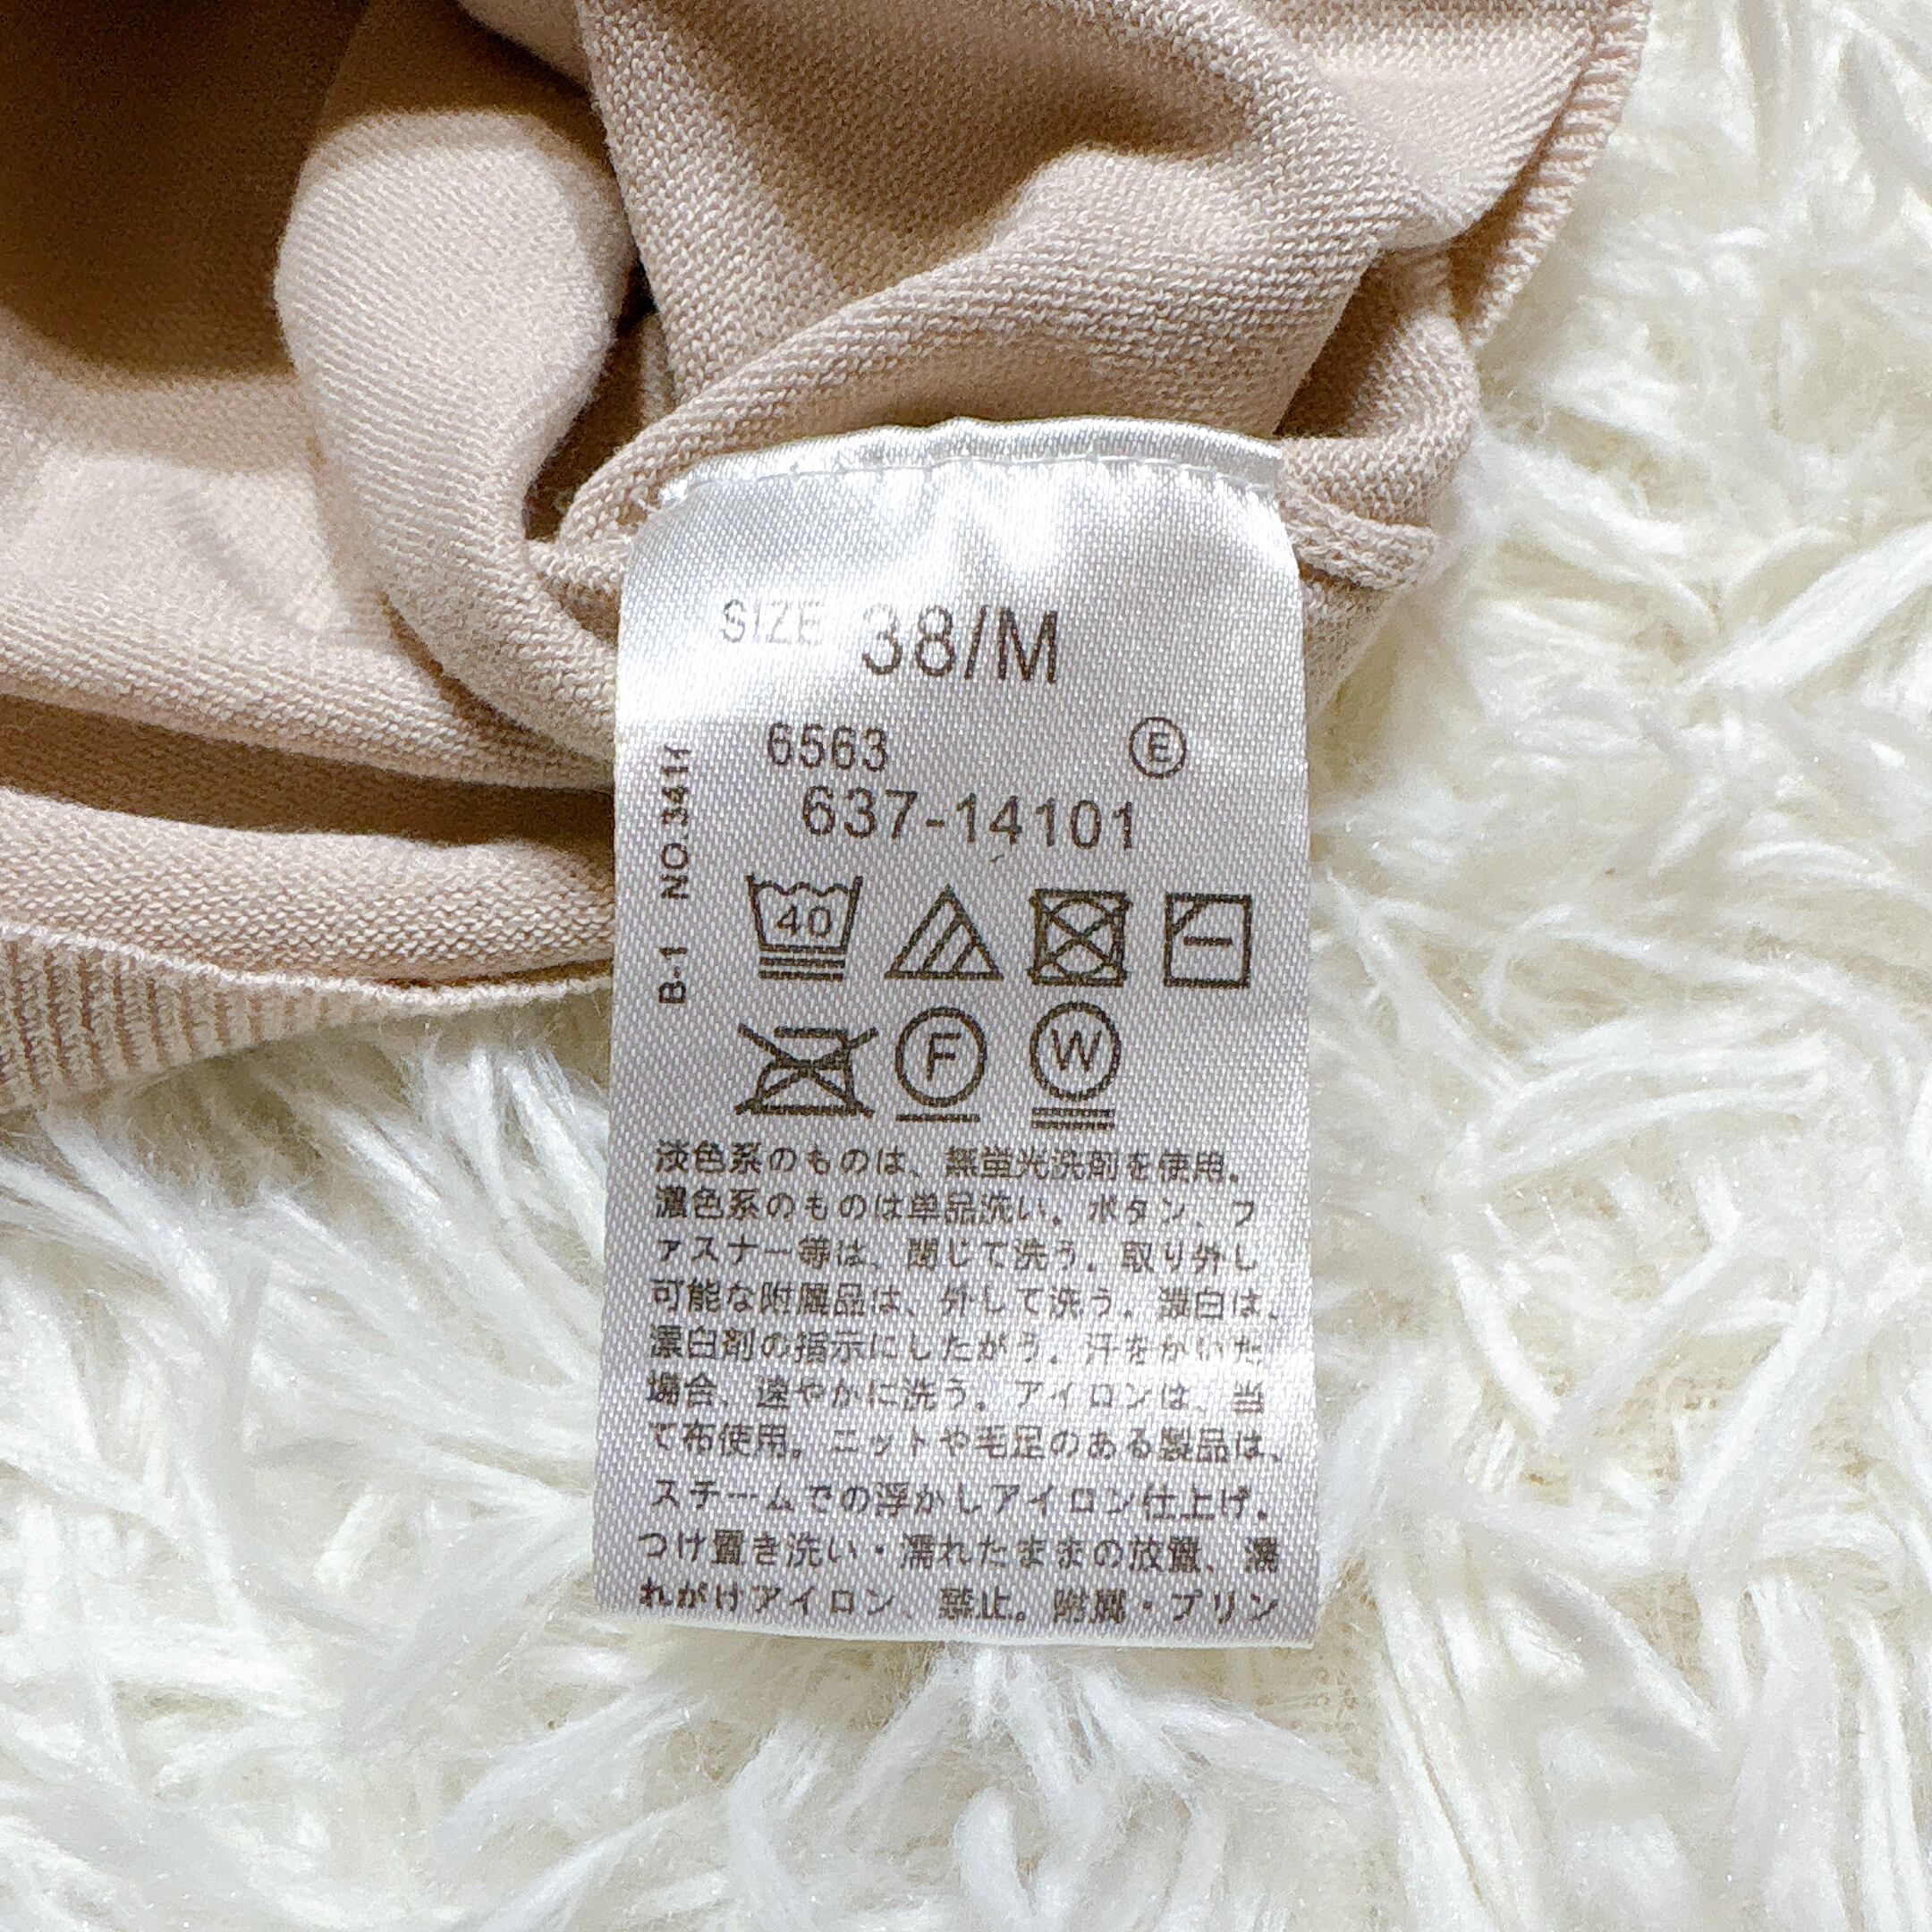 SIZE 38/M
6563 Ⓔ
637-14101
B-1 NO.341
40
F W
淡色系のものは、無蛍光洗剤を使用。
濃色系のものは単品洗い。ボタン、フ
ァスナー等は、閉じて洗う。取り外し
可能な附属品は、外して洗う。漂白は、
漂白剤の指示にしたがう。汗をかいた
場合、速やかに洗う。アイロンは、当
て布使用。ニットや毛足のある製品は、
スチームでの浮かしアイロン仕上げ。
つけ置き洗い・濡れたままの放置、濡
れがけアイロン、禁止。附属・プリン